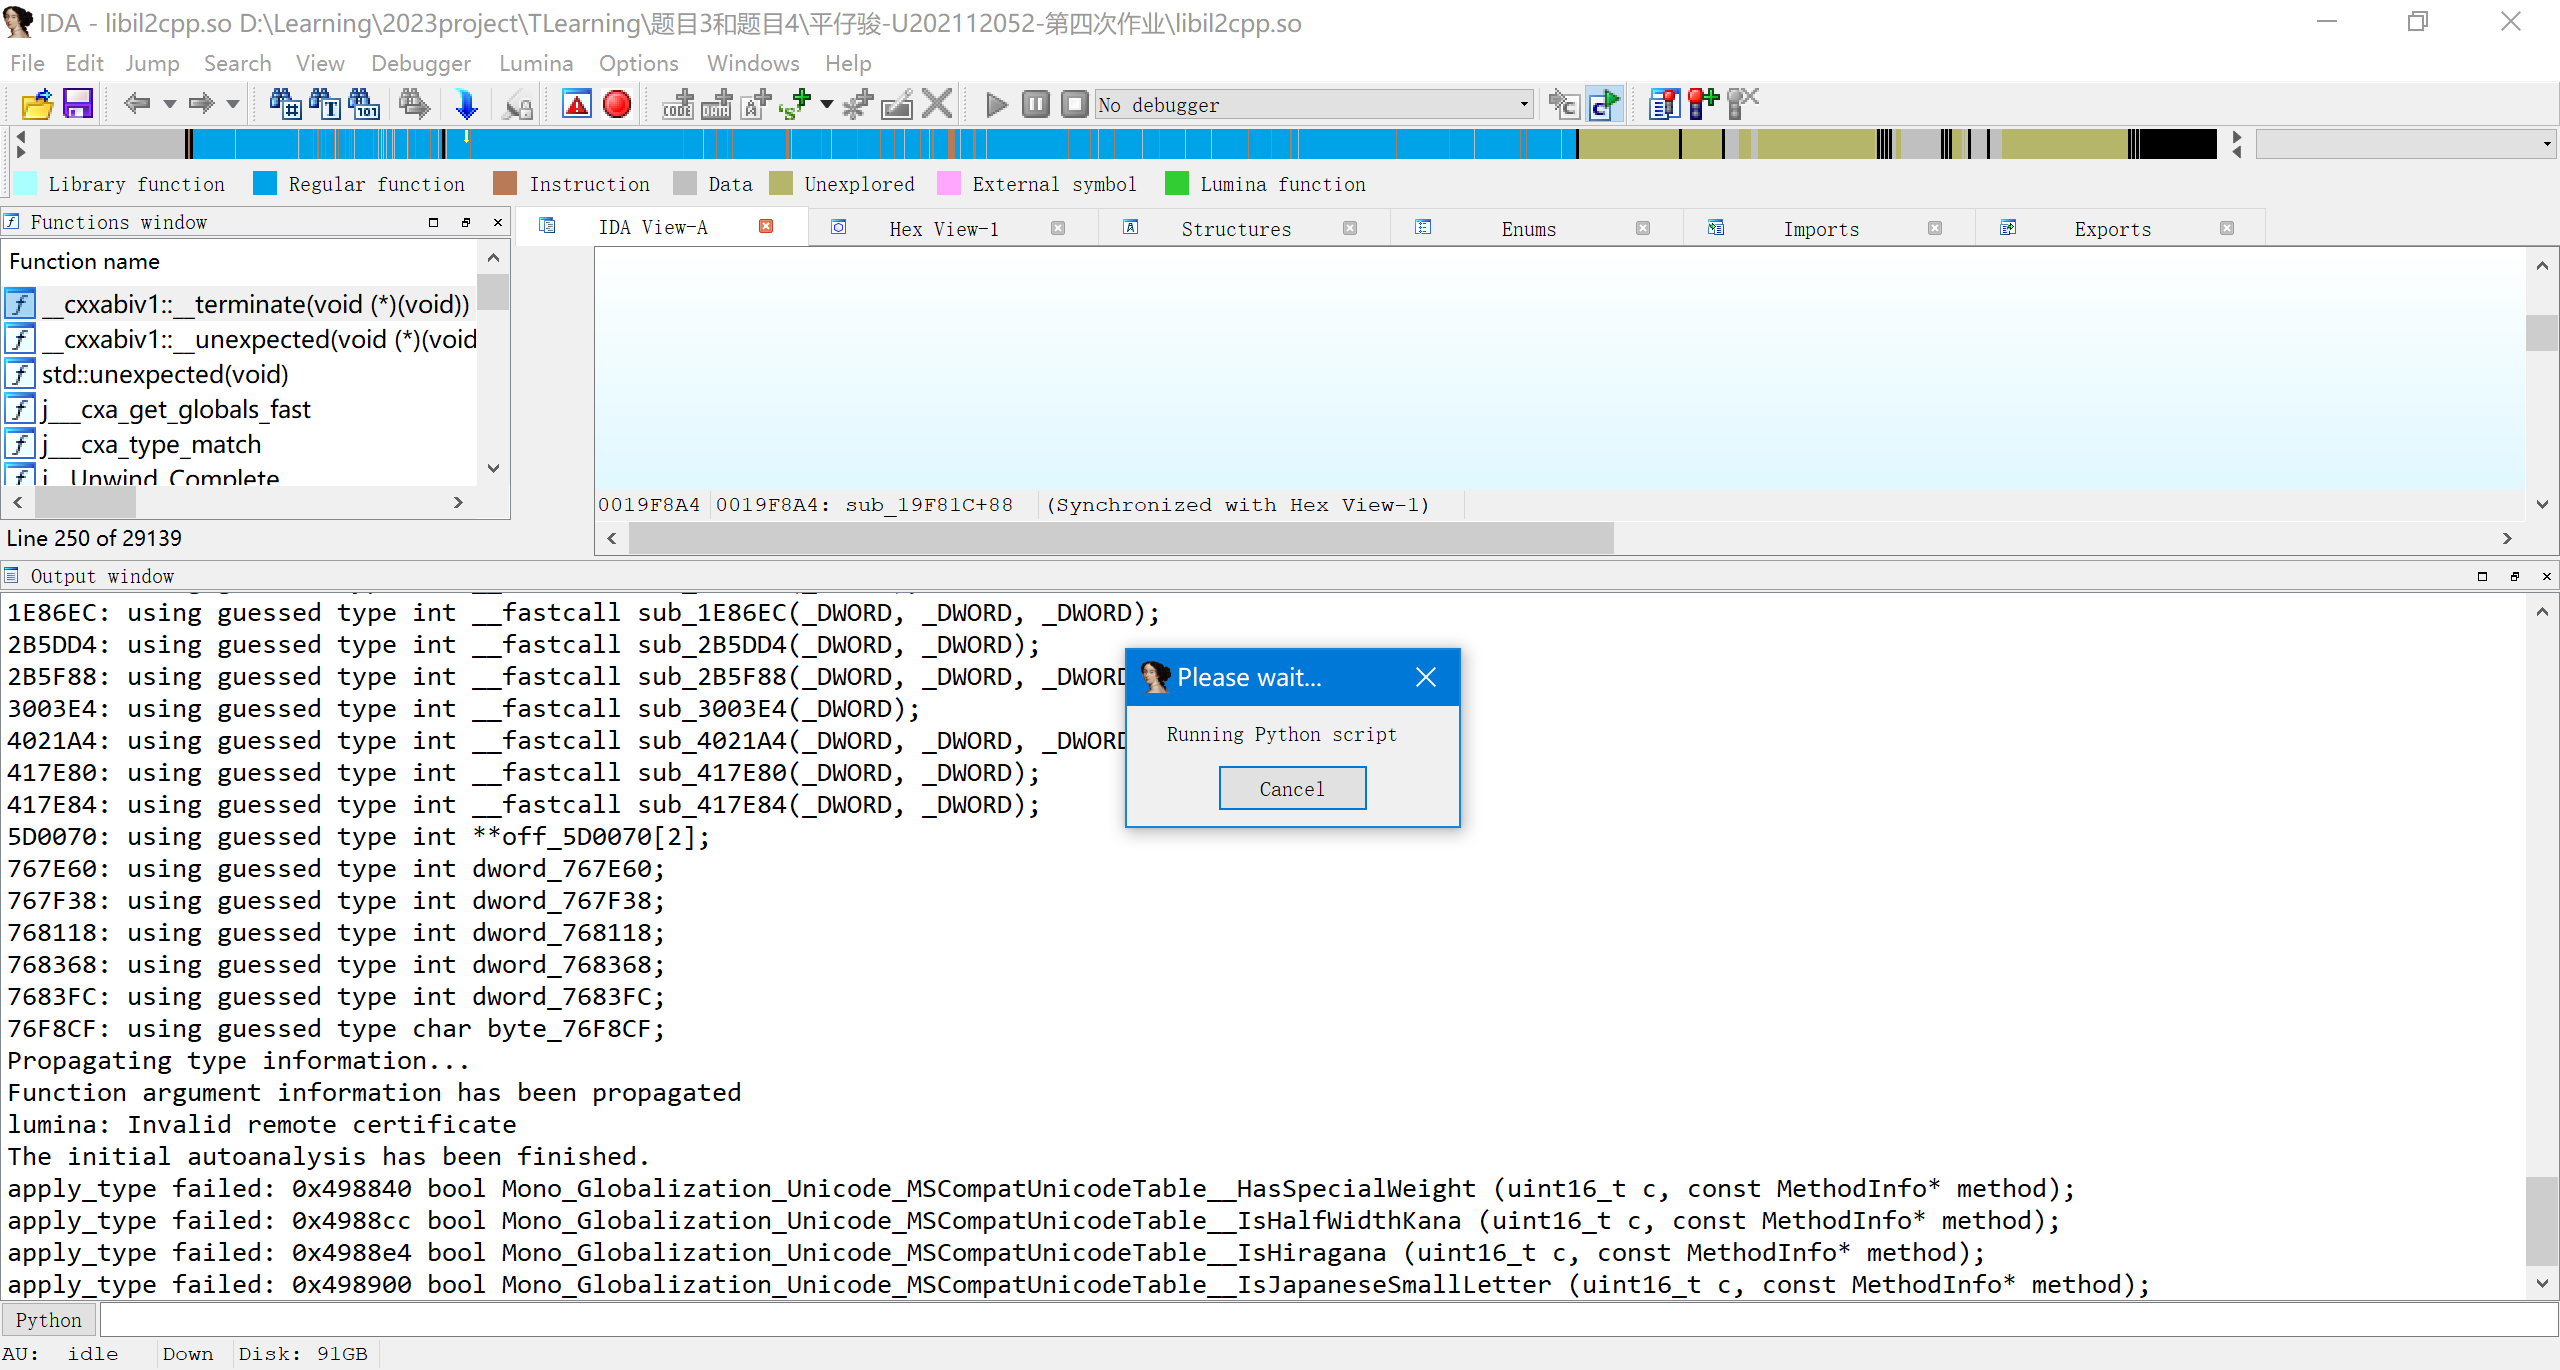 IDA - libil2cpp.so D:\Learning\2023project\TLearning\题目3和题目4\平仔骏-U202112052-第四次作业\libil2cpp.so
File Edit Jump Search View Debugger Lumina Options Windows Help
No debugger
Library function Regular function Instruction Data Unexplored External symbol Lumina function
Functions window
IDA View-A Hex View-1 Structures Enums Imports Exports
Function name
__cxxabiv1::__terminate(void (*)(void))
__cxxabiv1::__unexpected(void (*)(void
std::unexpected(void)
j___cxa_get_globals_fast
j___cxa_type_match
j__Unwind_Complete
0019F8A4 0019F8A4: sub_19F81C+88 (Synchronized with Hex View-1)
Line 250 of 29139
Output window
1E86EC: using guessed type int __fastcall sub_1E86EC(_DWORD, _DWORD, _DWORD);
2B5DD4: using guessed type int __fastcall sub_2B5DD4(_DWORD, _DWORD);
2B5F88: using guessed type int __fastcall sub_2B5F88(_DWORD, _DWORD, _DWORD
3003E4: using guessed type int __fastcall sub_3003E4(_DWORD);
4021A4: using guessed type int __fastcall sub_4021A4(_DWORD, _DWORD, _DWORD
417E80: using guessed type int __fastcall sub_417E80(_DWORD, _DWORD);
417E84: using guessed type int __fastcall sub_417E84(_DWORD, _DWORD);
5D0070: using guessed type int **off_5D0070[2];
767E60: using guessed type int dword_767E60;
767F38: using guessed type int dword_767F38;
768118: using guessed type int dword_768118;
768368: using guessed type int dword_768368;
7683FC: using guessed type int dword_7683FC;
76F8CF: using guessed type char byte_76F8CF;
Propagating type information...
Function argument information has been propagated
lumina: Invalid remote certificate
The initial autoanalysis has been finished.
apply_type failed: 0x498840 bool Mono_Globalization_Unicode_MSCompatUnicodeTable__HasSpecialWeight (uint16_t c, const MethodInfo* method);
apply_type failed: 0x4988cc bool Mono_Globalization_Unicode_MSCompatUnicodeTable__IsHalfWidthKana (uint16_t c, const MethodInfo* method);
apply_type failed: 0x4988e4 bool Mono_Globalization_Unicode_MSCompatUnicodeTable__IsHiragana (uint16_t c, const MethodInfo* method);
apply_type failed: 0x498900 bool Mono_Globalization_Unicode_MSCompatUnicodeTable__IsJapaneseSmallLetter (uint16_t c, const MethodInfo* method);
Please wait...
Running Python script
Cancel
Python
AU: idle Down Disk: 91GB